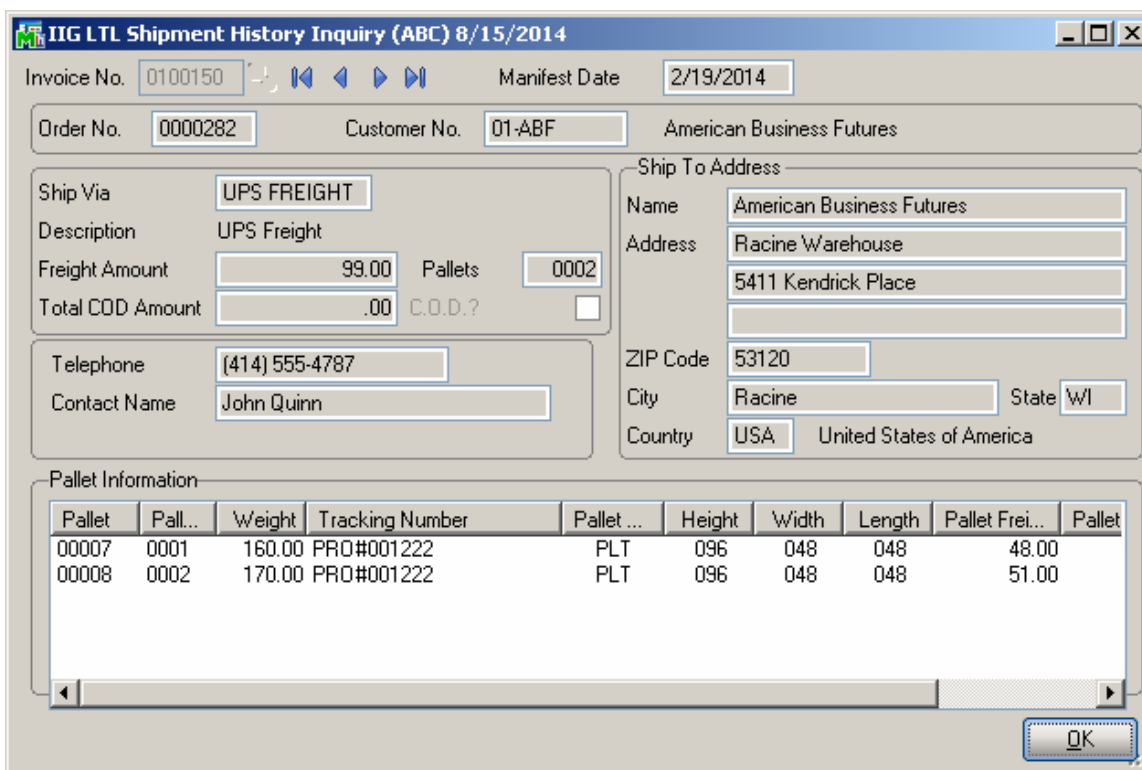 IIG LTL Shipment History Inquiry (ABC) 8/15/2014
Invoice No. 0100150 Manifest Date 2/19/2014
Order No. 0000282 Customer No. 01-ABF American Business Futures
Ship Via UPS FREIGHT
Description UPS Freight
Freight Amount 99.00 Pallets 0002
Total COD Amount .00 C.O.D.?
Telephone (414) 555-4787
Contact Name John Quinn
Ship To Address
Name American Business Futures
Address Racine Warehouse
5411 Kendrick Place
ZIP Code 53120
City Racine State WI
Country USA United States of America
Pallet Information
Pallet Pall... Weight Tracking Number Pallet ... Height Width Length Pallet Frei... Pallet
00007 0001 160.00 PRO#001222 PLT 096 048 048 48.00
00008 0002 170.00 PRO#001222 PLT 096 048 048 51.00
OK